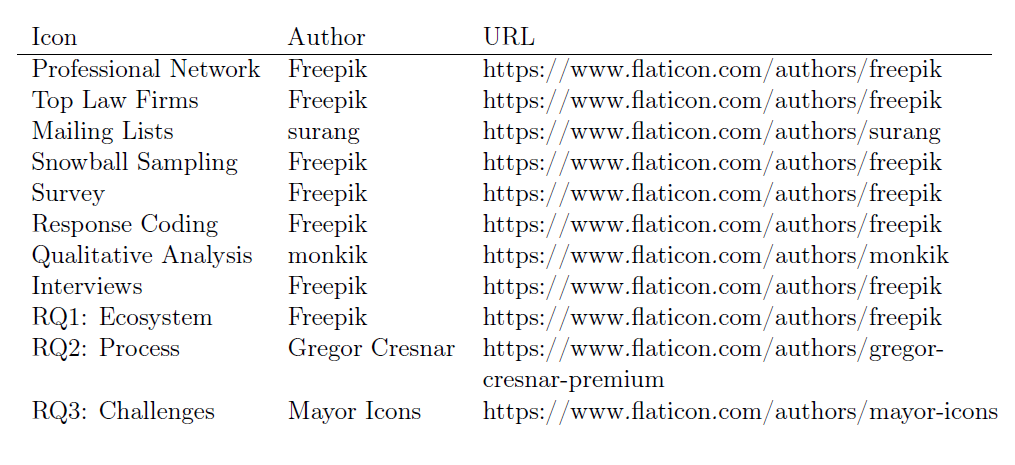 Icon Author URL
Professional Network Freepik https://www.flaticon.com/authors/freepik
Top Law Firms Freepik https://www.flaticon.com/authors/freepik
Mailing Lists surang https://www.flaticon.com/authors/surang
Snowball Sampling Freepik https://www.flaticon.com/authors/freepik
Survey Freepik https://www.flaticon.com/authors/freepik
Response Coding Freepik https://www.flaticon.com/authors/freepik
Qualitative Analysis monkik https://www.flaticon.com/authors/monkik
Interviews Freepik https://www.flaticon.com/authors/freepik
RQ1: Ecosystem Freepik https://www.flaticon.com/authors/freepik
RQ2: Process Gregor Cresnar https://www.flaticon.com/authors/gregor-
cresnar-premium
RQ3: Challenges Mayor Icons https://www.flaticon.com/authors/mayor-icons